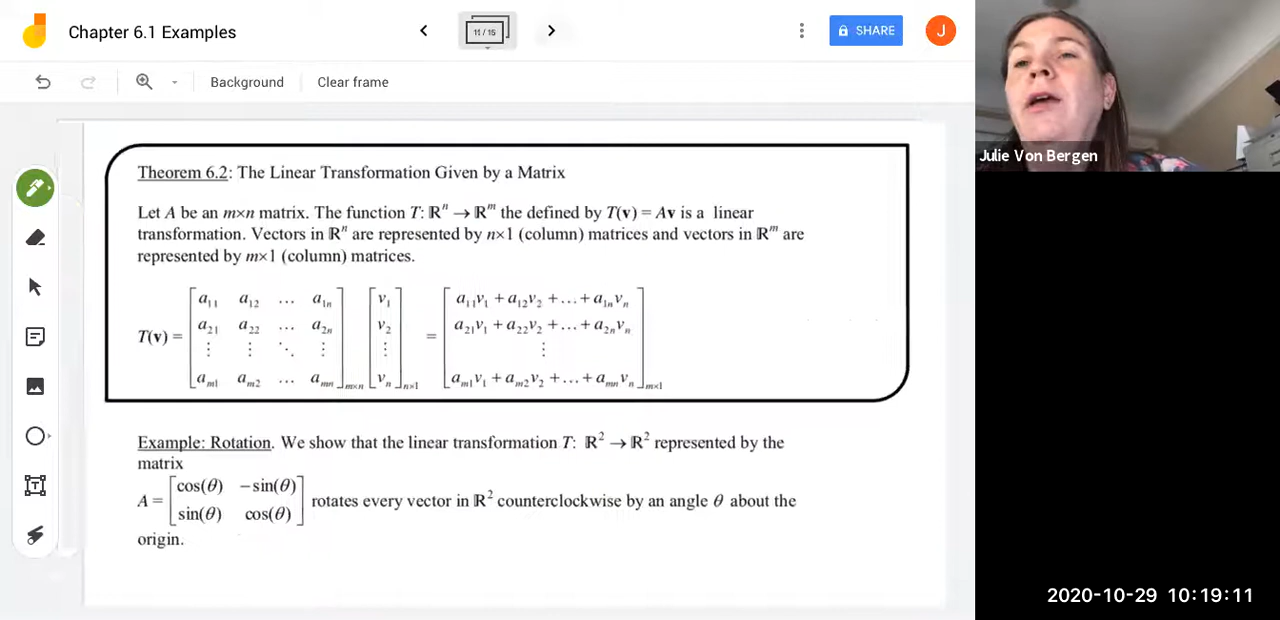 Chapter 6.1 Examples
11 / 15
SHARE
J
Background
Clear frame
Theorem 6.2: The Linear Transformation Given by a Matrix
Let A be an m×n matrix. The function T: ℝⁿ → ℝᵐ the defined by T(v) = Av is a linear
transformation. Vectors in ℝⁿ are represented by n×1 (column) matrices and vectors in ℝᵐ are
represented by m×1 (column) matrices.
a₁₁ a₁₂ … a₁ₙ v₁ a₁₁v₁ + a₁₂v₂ + … + a₁ₙvₙ
a₂₁ a₂₂ … a₂ₙ v₂ a₂₁v₁ + a₂₂v₂ + … + a₂ₙvₙ
T(v) = ⋮ ⋮ ⋱ ⋮ ⋮ = ⋮
aₘ₁ aₘ₂ … aₘₙ m×n vₙ n×1 aₘ₁v₁ + aₘ₂v₂ + … + aₘₙvₙ m×1
Example: Rotation. We show that the linear transformation T: ℝ² → ℝ² represented by the
matrix
A = [cos(θ) −sin(θ)
sin(θ) cos(θ)] rotates every vector in ℝ² counterclockwise by an angle θ about the
origin.
Julie Von Bergen
2020-10-29 10:19:11